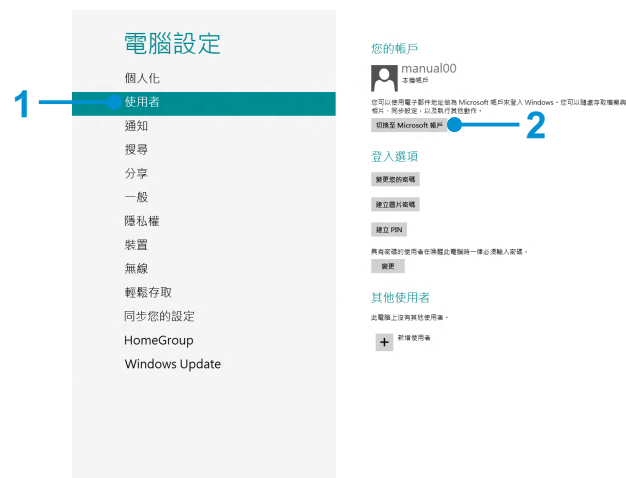 電腦設定
個人化
1
使用者
通知
搜尋
分享
一般
隱私權
裝置
無線
輕鬆存取
同步您的設定
HomeGroup
Windows Update
您的帳戶
manual00
本機帳戶
您可以使用電子郵件地址做為 Microsoft 帳戶來登入 Windows。您可以隨處存取檔案與
相片、同步設定，以及執行其他動作。
切換至 Microsoft 帳戶
2
登入選項
變更您的密碼
建立圖片密碼
建立 PIN
具有密碼的使用者在喚醒此電腦時一律必須輸入密碼。
變更
其他使用者
此電腦上沒有其他使用者。
新增使用者